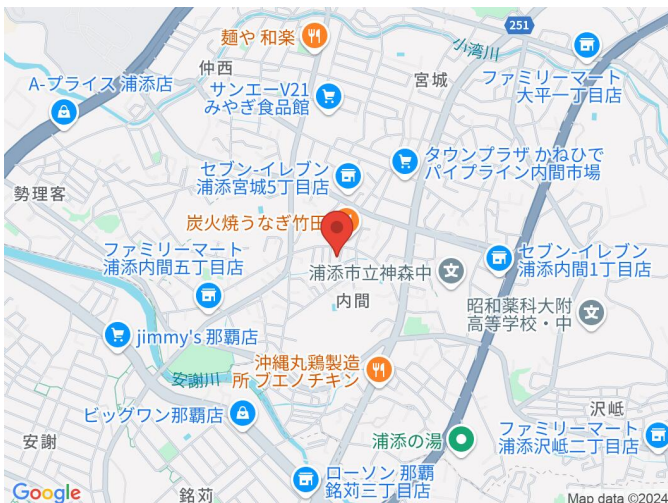 251
麺や 和楽
小湾川
仲西
宮城
ファミリーマート
大平一丁目店
A-プライス 浦添店
サンエーV21
みやぎ食品館
タウンプラザ かねひで
パイプライン内間市場
セブン-イレブン
浦添宮城5丁目店
勢理客
炭火焼うなぎ竹田
ファミリーマート
浦添内間五丁目店
セブン-イレブン
浦添内間1丁目店
浦添市立神森中
内間
昭和薬科大附
高等学校・中
jimmy's 那覇店
沖縄丸鶏製造
所 ブエノチキン
安謝川
ビッグワン那覇店
沢岻
ファミリーマート
浦添沢岻二丁目店
安謝
浦添の湯
ローソン 那覇
銘苅三丁目店
銘苅
Google
Map data ©2024